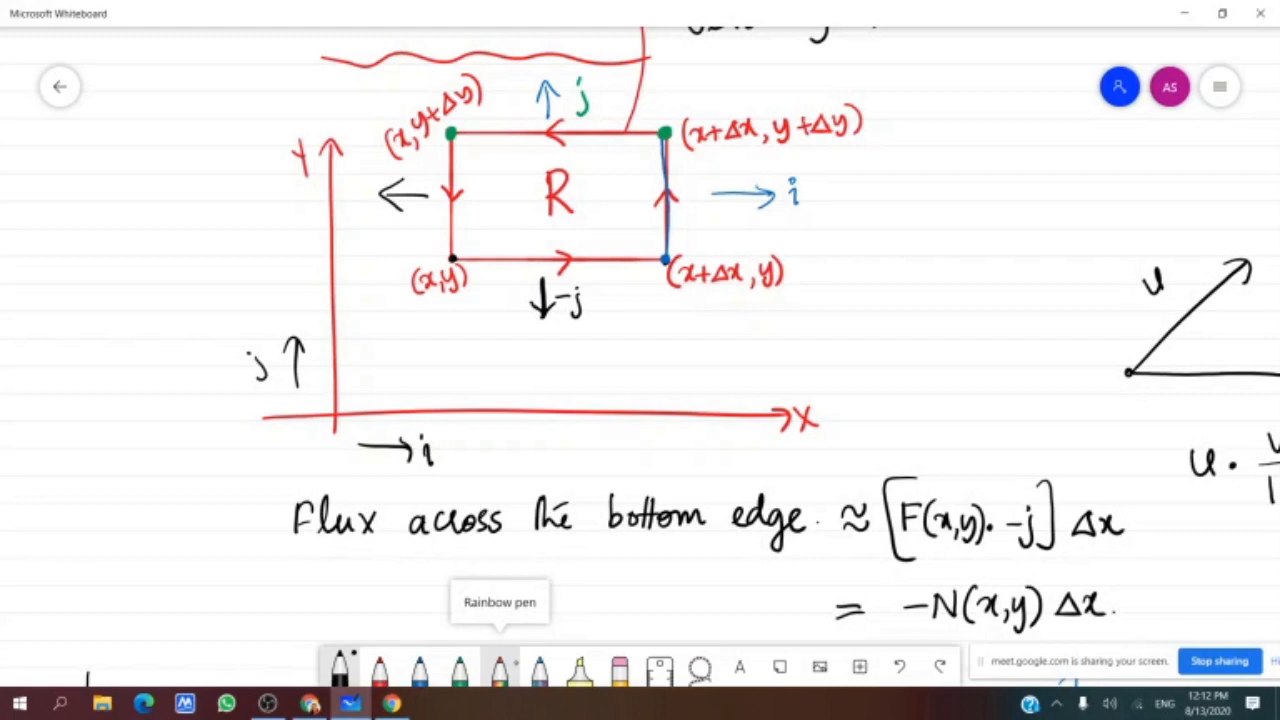 Microsoft Whiteboard
AS
j
(x, y+Δy)
(x+Δx, y+Δy)
Y
R
i
(x,y)
(x+Δx, y)
-j
u
j
X
i
u ·
Flux across the bottom edge. ≈ [F(x,y)· -j] Δx
= -N(x,y) Δx.
Rainbow pen
A
meet.google.com is sharing your screen.
Stop sharing
12:12 PM
ENG
8/13/2020